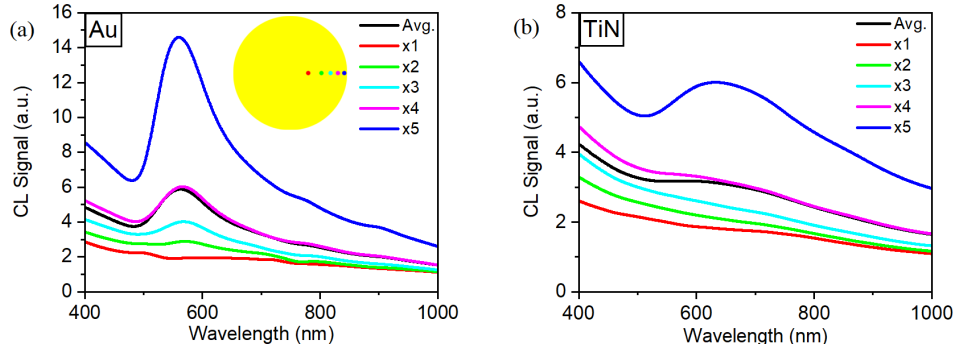 (a)
Au
CL Signal (a.u.)
16
14
12
10
8
6
4
2
0
400
600
800
1000
Wavelength (nm)
Avg.
x1
x2
x3
x4
x5
(b)
TiN
CL Signal (a.u.)
8
6
4
2
0
400
600
800
1000
Wavelength (nm)
Avg.
x1
x2
x3
x4
x5